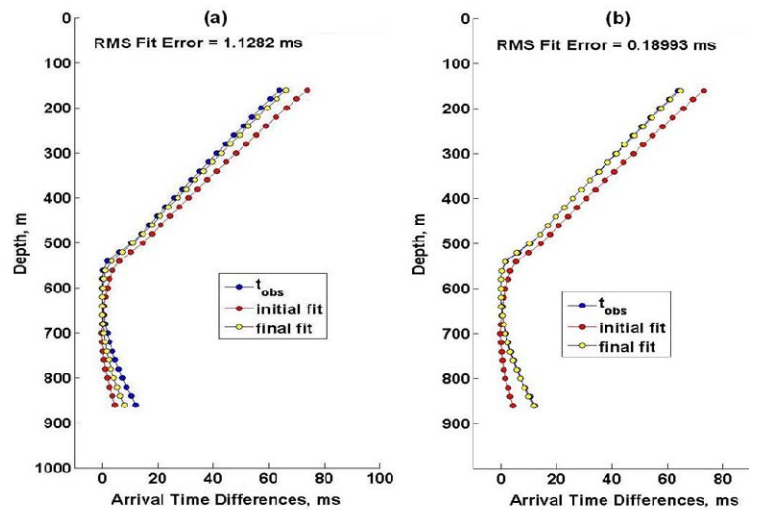 (a)
RMS Fit Error = 1.1282 ms
0
100
200
300
400
500
600
700
800
900
1000
Depth, m
t_obs
initial fit
final fit
0 20 40 60 80 100
Arrival Time Differences, ms
(b)
RMS Fit Error = 0.18993 ms
0
100
200
300
400
500
600
700
800
900
Depth, m
t_obs
initial fit
final fit
0 20 40 60 80
Arrival Time Differences, ms